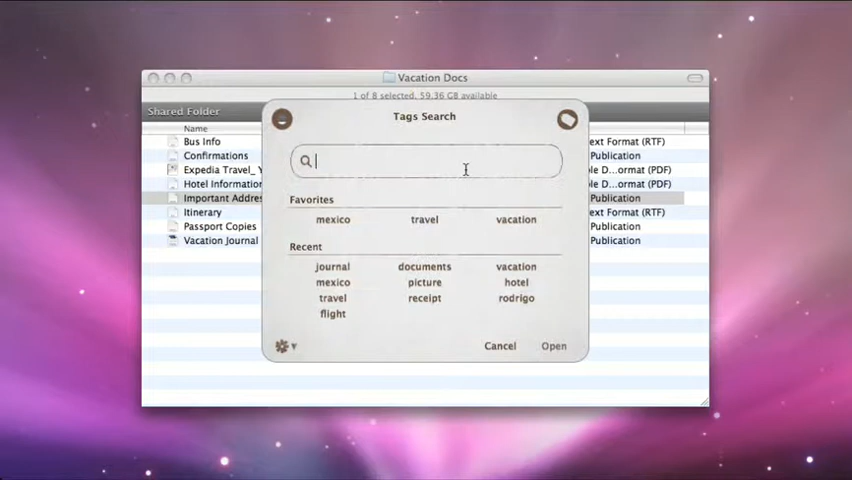 Vacation Docs
1 of 8 selected, 59.36 GB available
Shared Folder
Name
Bus Info
Confirmations
Expedia Travel_
Hotel Information
Important Addres
Itinerary
Passport Copies
Vacation Journal
ext Format (RTF)
Publication
ble D...ormat (PDF)
ble D...ormat (PDF)
Publication
ext Format (RTF)
Publication
Publication
Tags Search
Favorites
mexico travel vacation
Recent
journal documents vacation
mexico picture hotel
travel receipt rodrigo
flight
Cancel Open